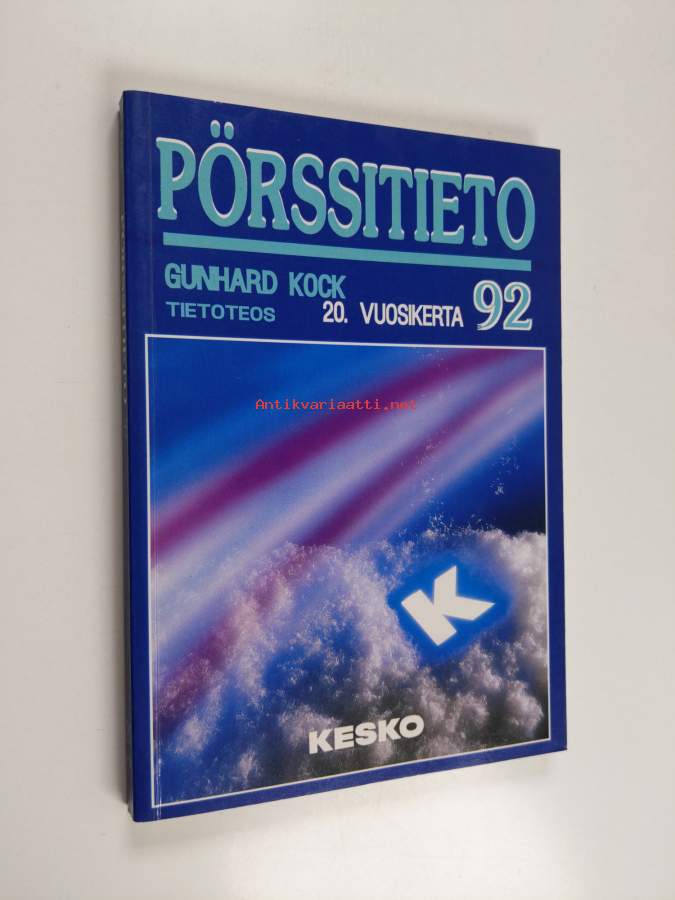 PÖRSSITIETO
GUNHARD KOCK
TIETOTEOS 20. VUOSIKERTA 92
Antikvariaatti.net
K
KESKO